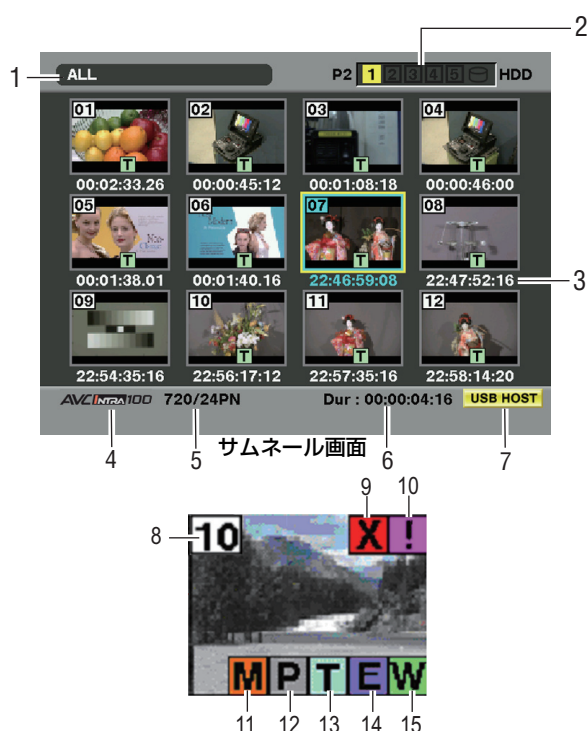 2
1 ALL P2 1 2 3 4 5 HDD
01 02 03 04
T T T T
00:02:33.26 00:00:45:12 00:01:08:18 00:00:46:00
05 06 07 08
T T T T
00:01:38.01 00:01:40.16 22:46:59:08 22:47:52:16 3
09 10 11 12
T T T
22:54:35:16 22:56:17:12 22:57:35:16 22:58:14:20
AVC INTRA 100 720/24PN Dur : 00:00:04:16 USB HOST
4 5 サムネール画面 6 7
9 10
8 10 X !
M P T E W
11 12 13 14 15